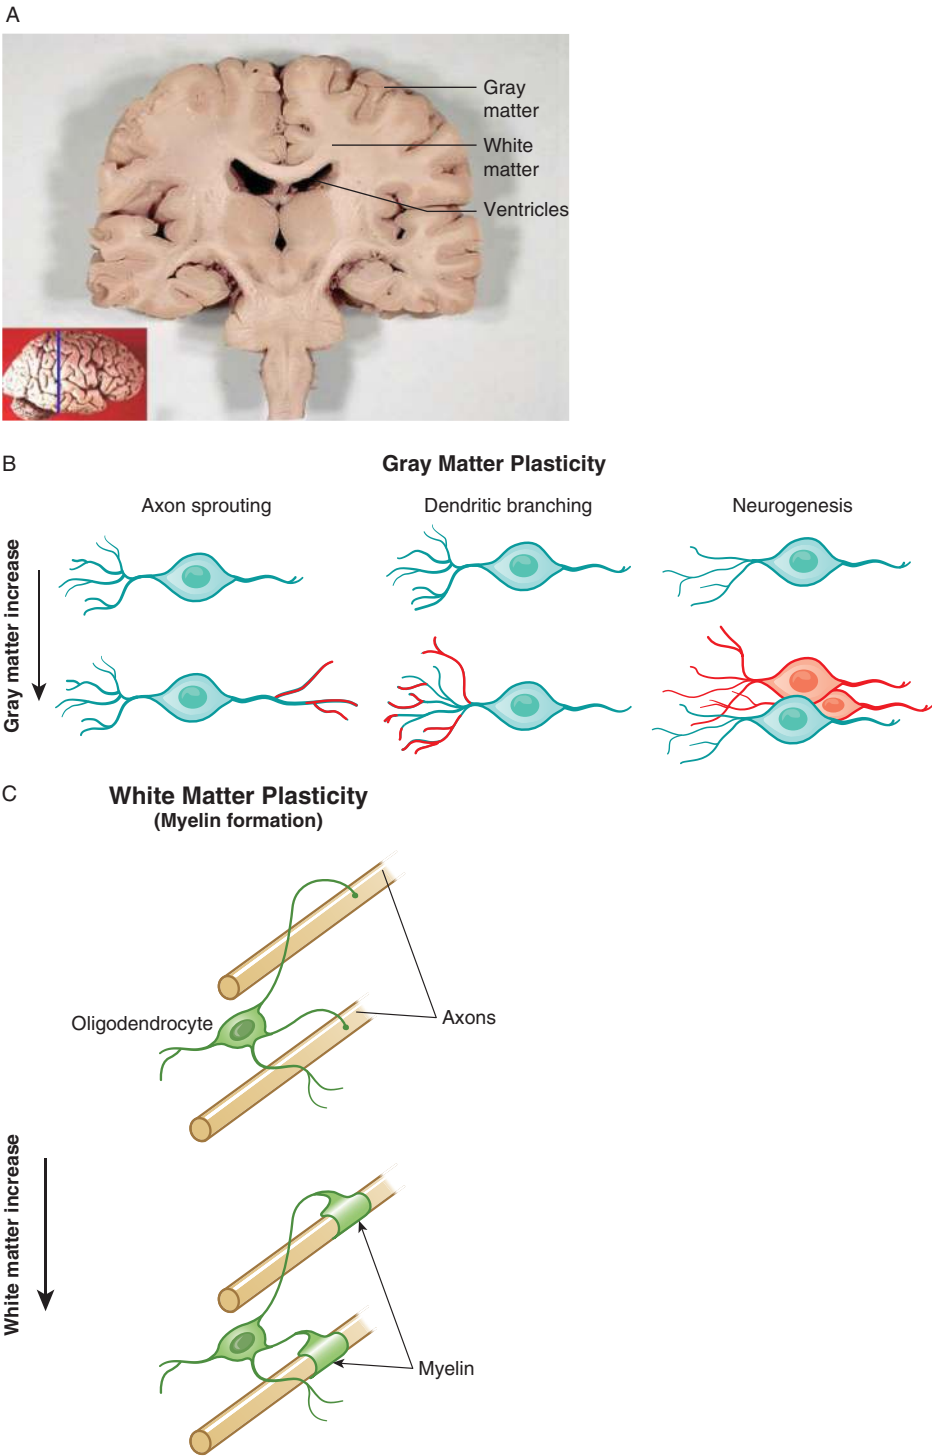 A
Gray
matter
White
matter
Ventricles
B
Gray Matter Plasticity
Axon sprouting
Dendritic branching
Neurogenesis
Gray matter increase
C
White Matter Plasticity
(Myelin formation)
Oligodendrocyte
Axons
White matter increase
Myelin